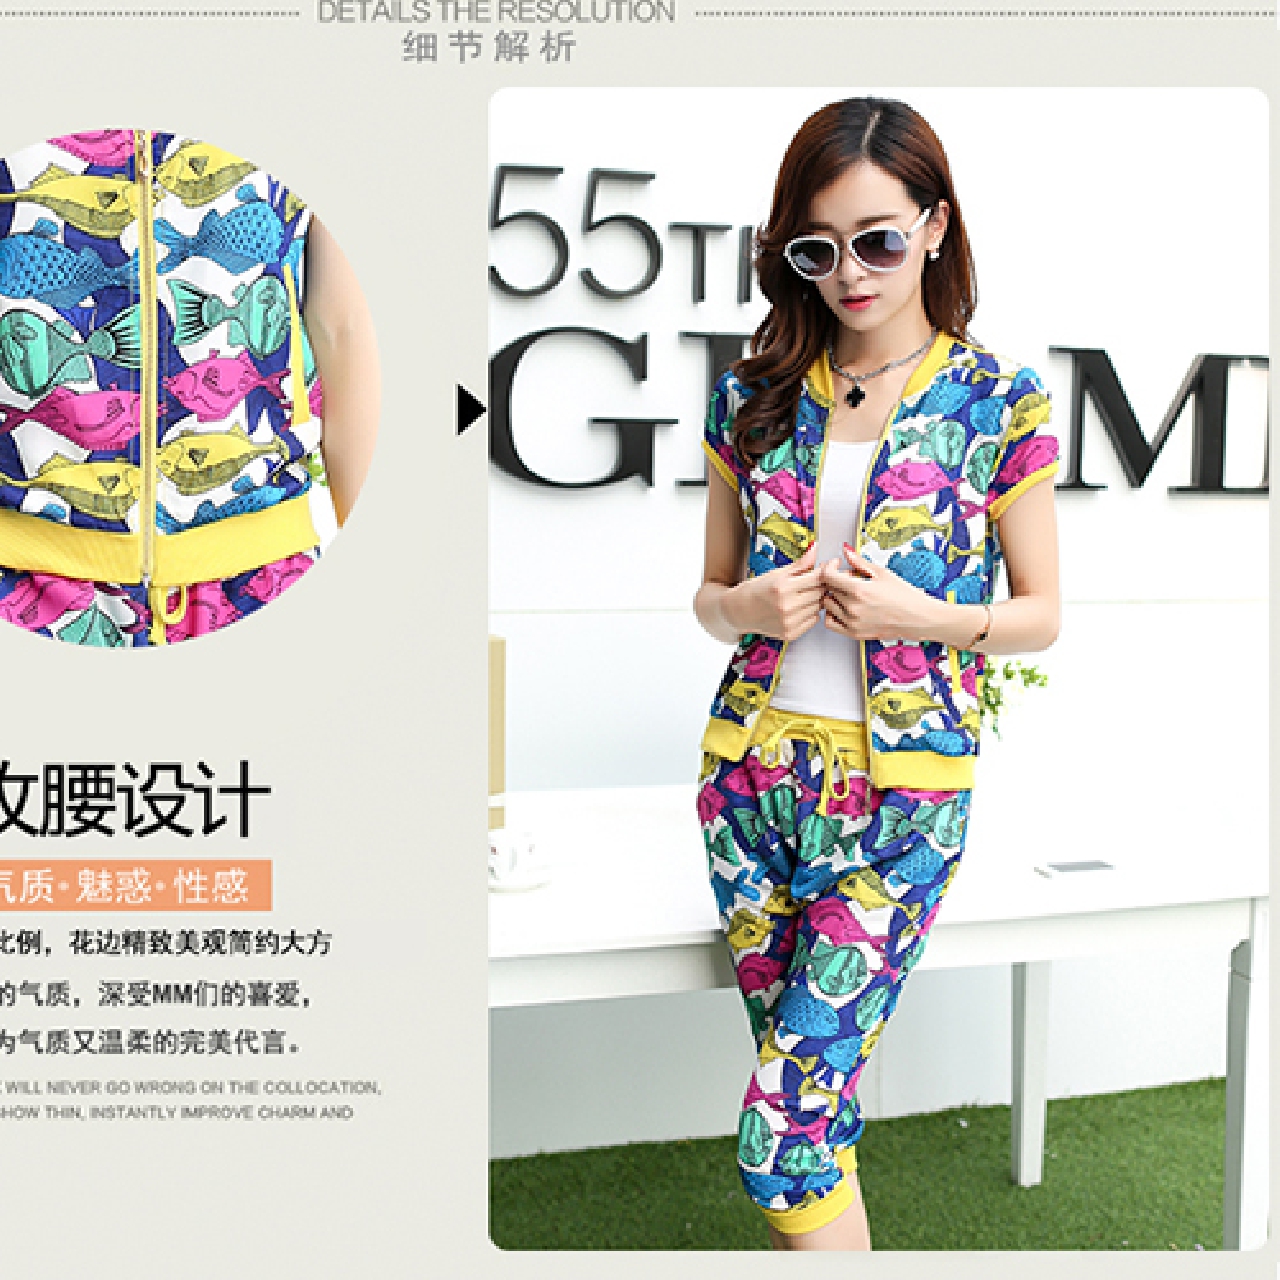 DETAILS THE RESOLUTION
细节解析
55TH
G M
收腰设计
气质·魅惑·性感
比例，花边精致美观简约大方
的气质，深受MM们的喜爱，
为气质又温柔的完美代言。
WILL NEVER GO WRONG ON THE COLLOCATION,
SHOW THIN, INSTANTLY IMPROVE CHARM AND